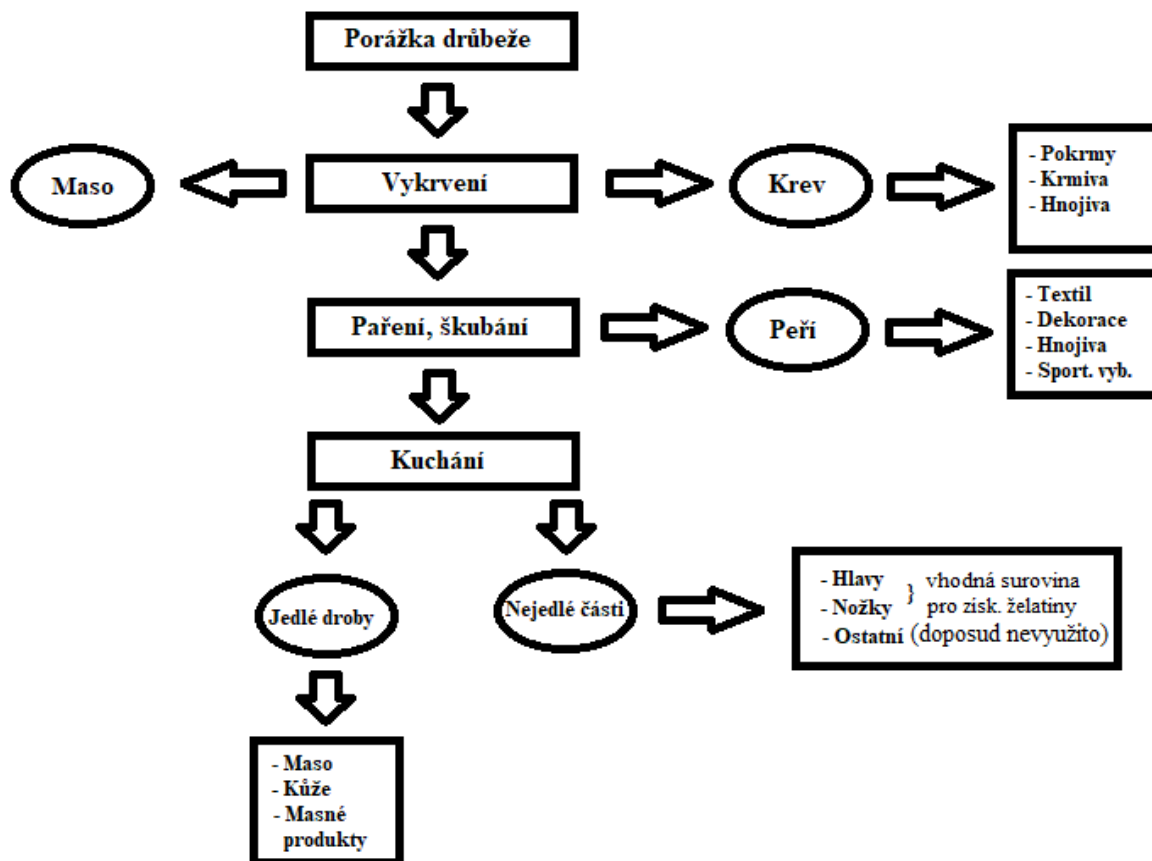 Porážka drůbeže
Maso
Vykrvení
Krev
- Pokrmy
- Krmiva
- Hnojiva
Paření, škubání
Peří
- Textil
- Dekorace
- Hnojiva
- Sport. vyb.
Kuchání
Jedlé droby
Nejedlé části
- Hlavy } vhodná surovina
- Nožky pro zisk. želatiny
- Ostatní (doposud nevyužito)
- Maso
- Kůže
- Masné
produkty